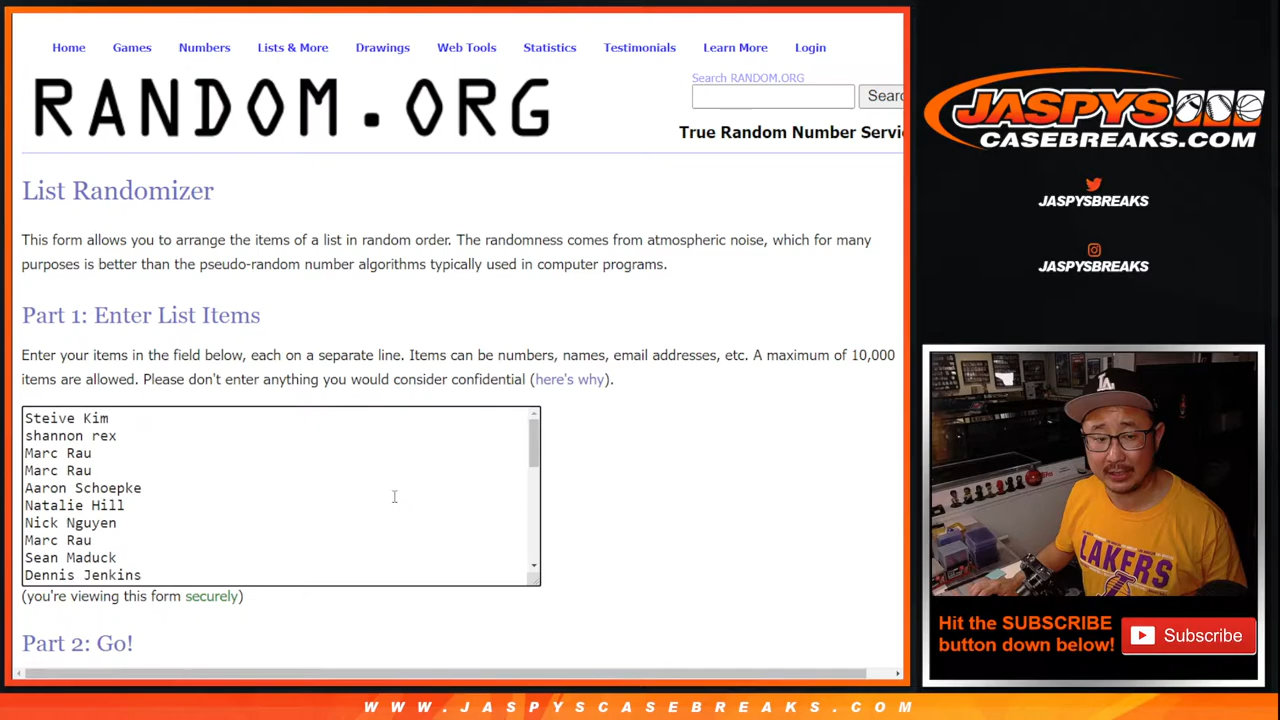 Home Games Numbers Lists & More Drawings Web Tools Statistics Testimonials Learn More Login
RANDOM.ORG
Search RANDOM.ORG
Searc
True Random Number Servi
List Randomizer
This form allows you to arrange the items of a list in random order. The randomness comes from atmospheric noise, which for many
purposes is better than the pseudo-random number algorithms typically used in computer programs.
Part 1: Enter List Items
Enter your items in the field below, each on a separate line. Items can be numbers, names, email addresses, etc. A maximum of 10,000
items are allowed. Please don't enter anything you would consider confidential (here's why).
Steive Kim
shannon rex
Marc Rau
Marc Rau
Aaron Schoepke
Natalie Hill
Nick Nguyen
Marc Rau
Sean Maduck
Dennis Jenkins
(you're viewing this form securely)
Part 2: Go!
JASPYS
CASEBREAKS.COM
JASPYSBREAKS
JASPYSBREAKS
LA
LAKERS
Hit the SUBSCRIBE
button down below!
Subscribe
WWW.JASPYSCASEBREAKS.COM